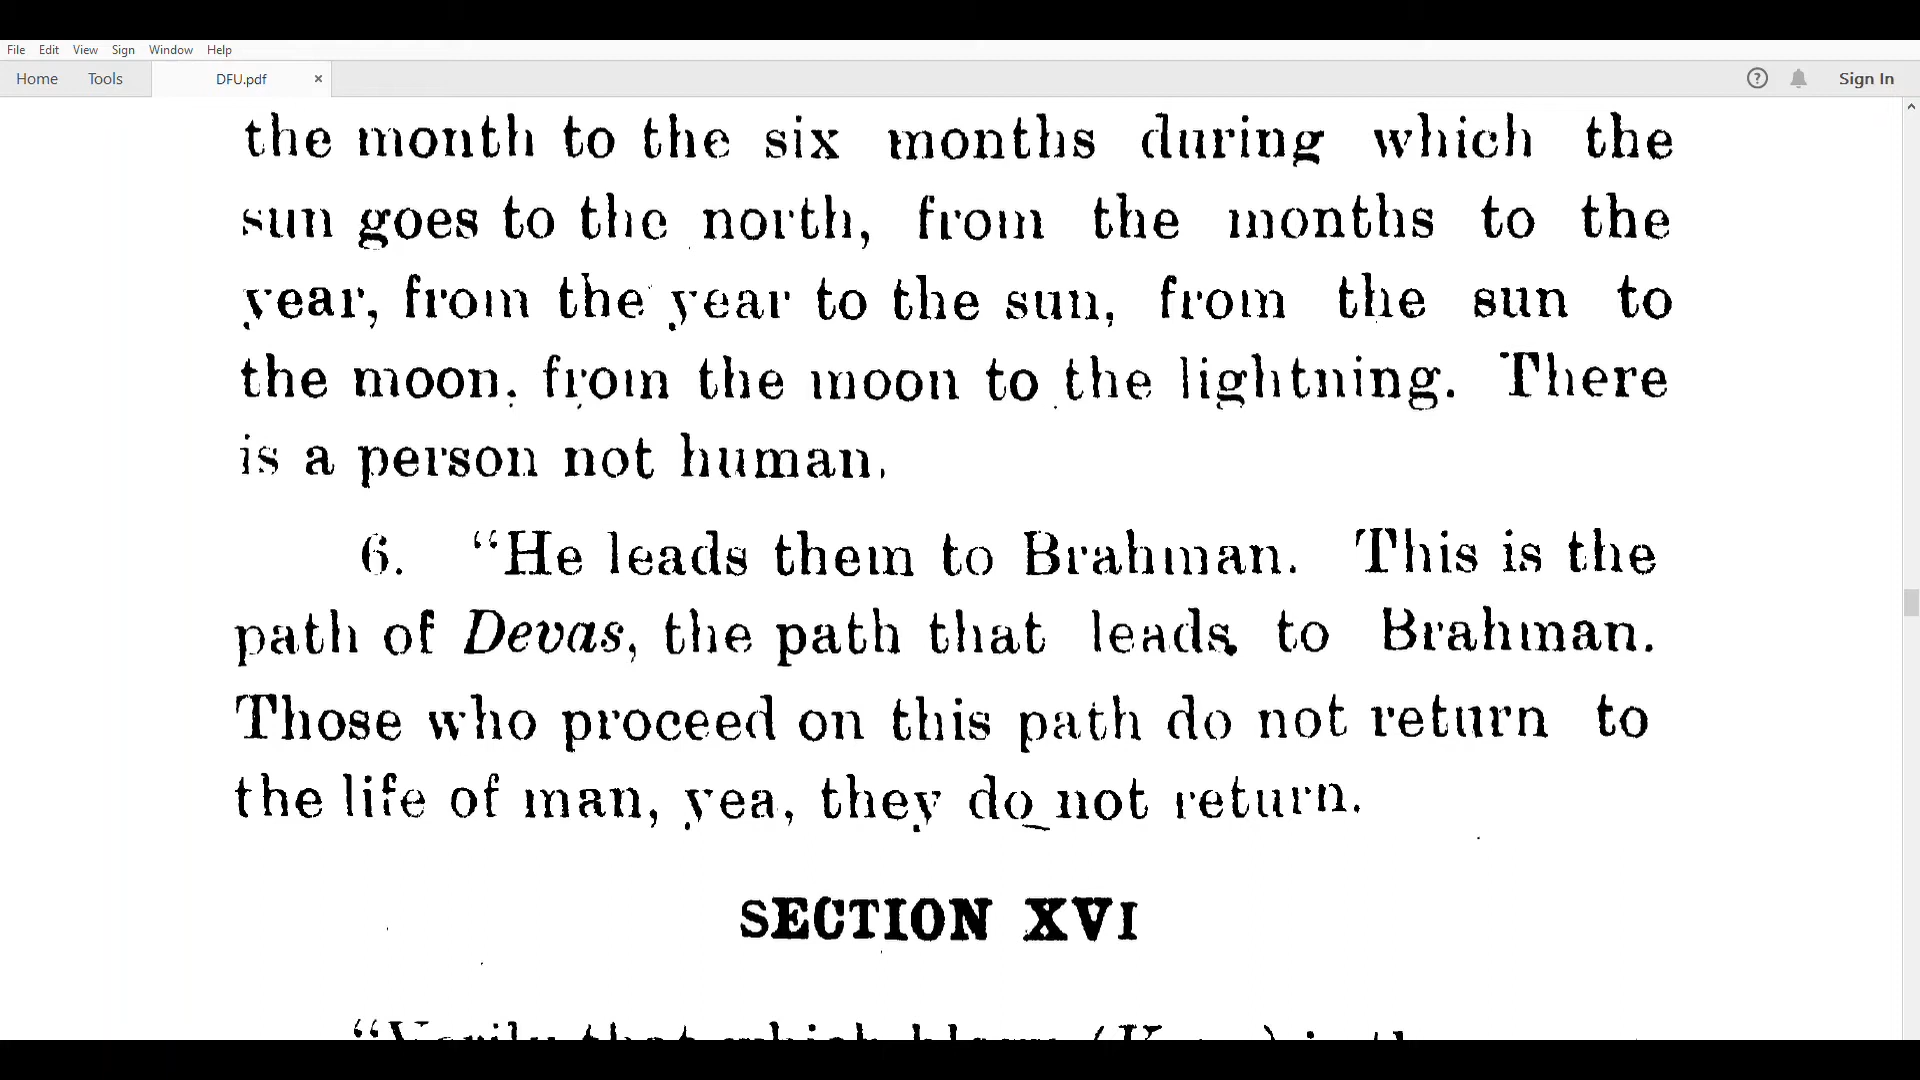 File Edit View Sign Window Help
Home Tools DFU.pdf × ? Sign In
the month to the six months during which the
sun goes to the north, from the months to the
year, from the year to the sun, from the sun to
the moon, from the moon to the lightning. There
is a person not human.
6. “He leads them to Brahman. This is the
path of Devas, the path that leads to Brahman.
Those who proceed on this path do not return to
the life of man, yea, they do not return.
SECTION XVI
“Verily that which blows (